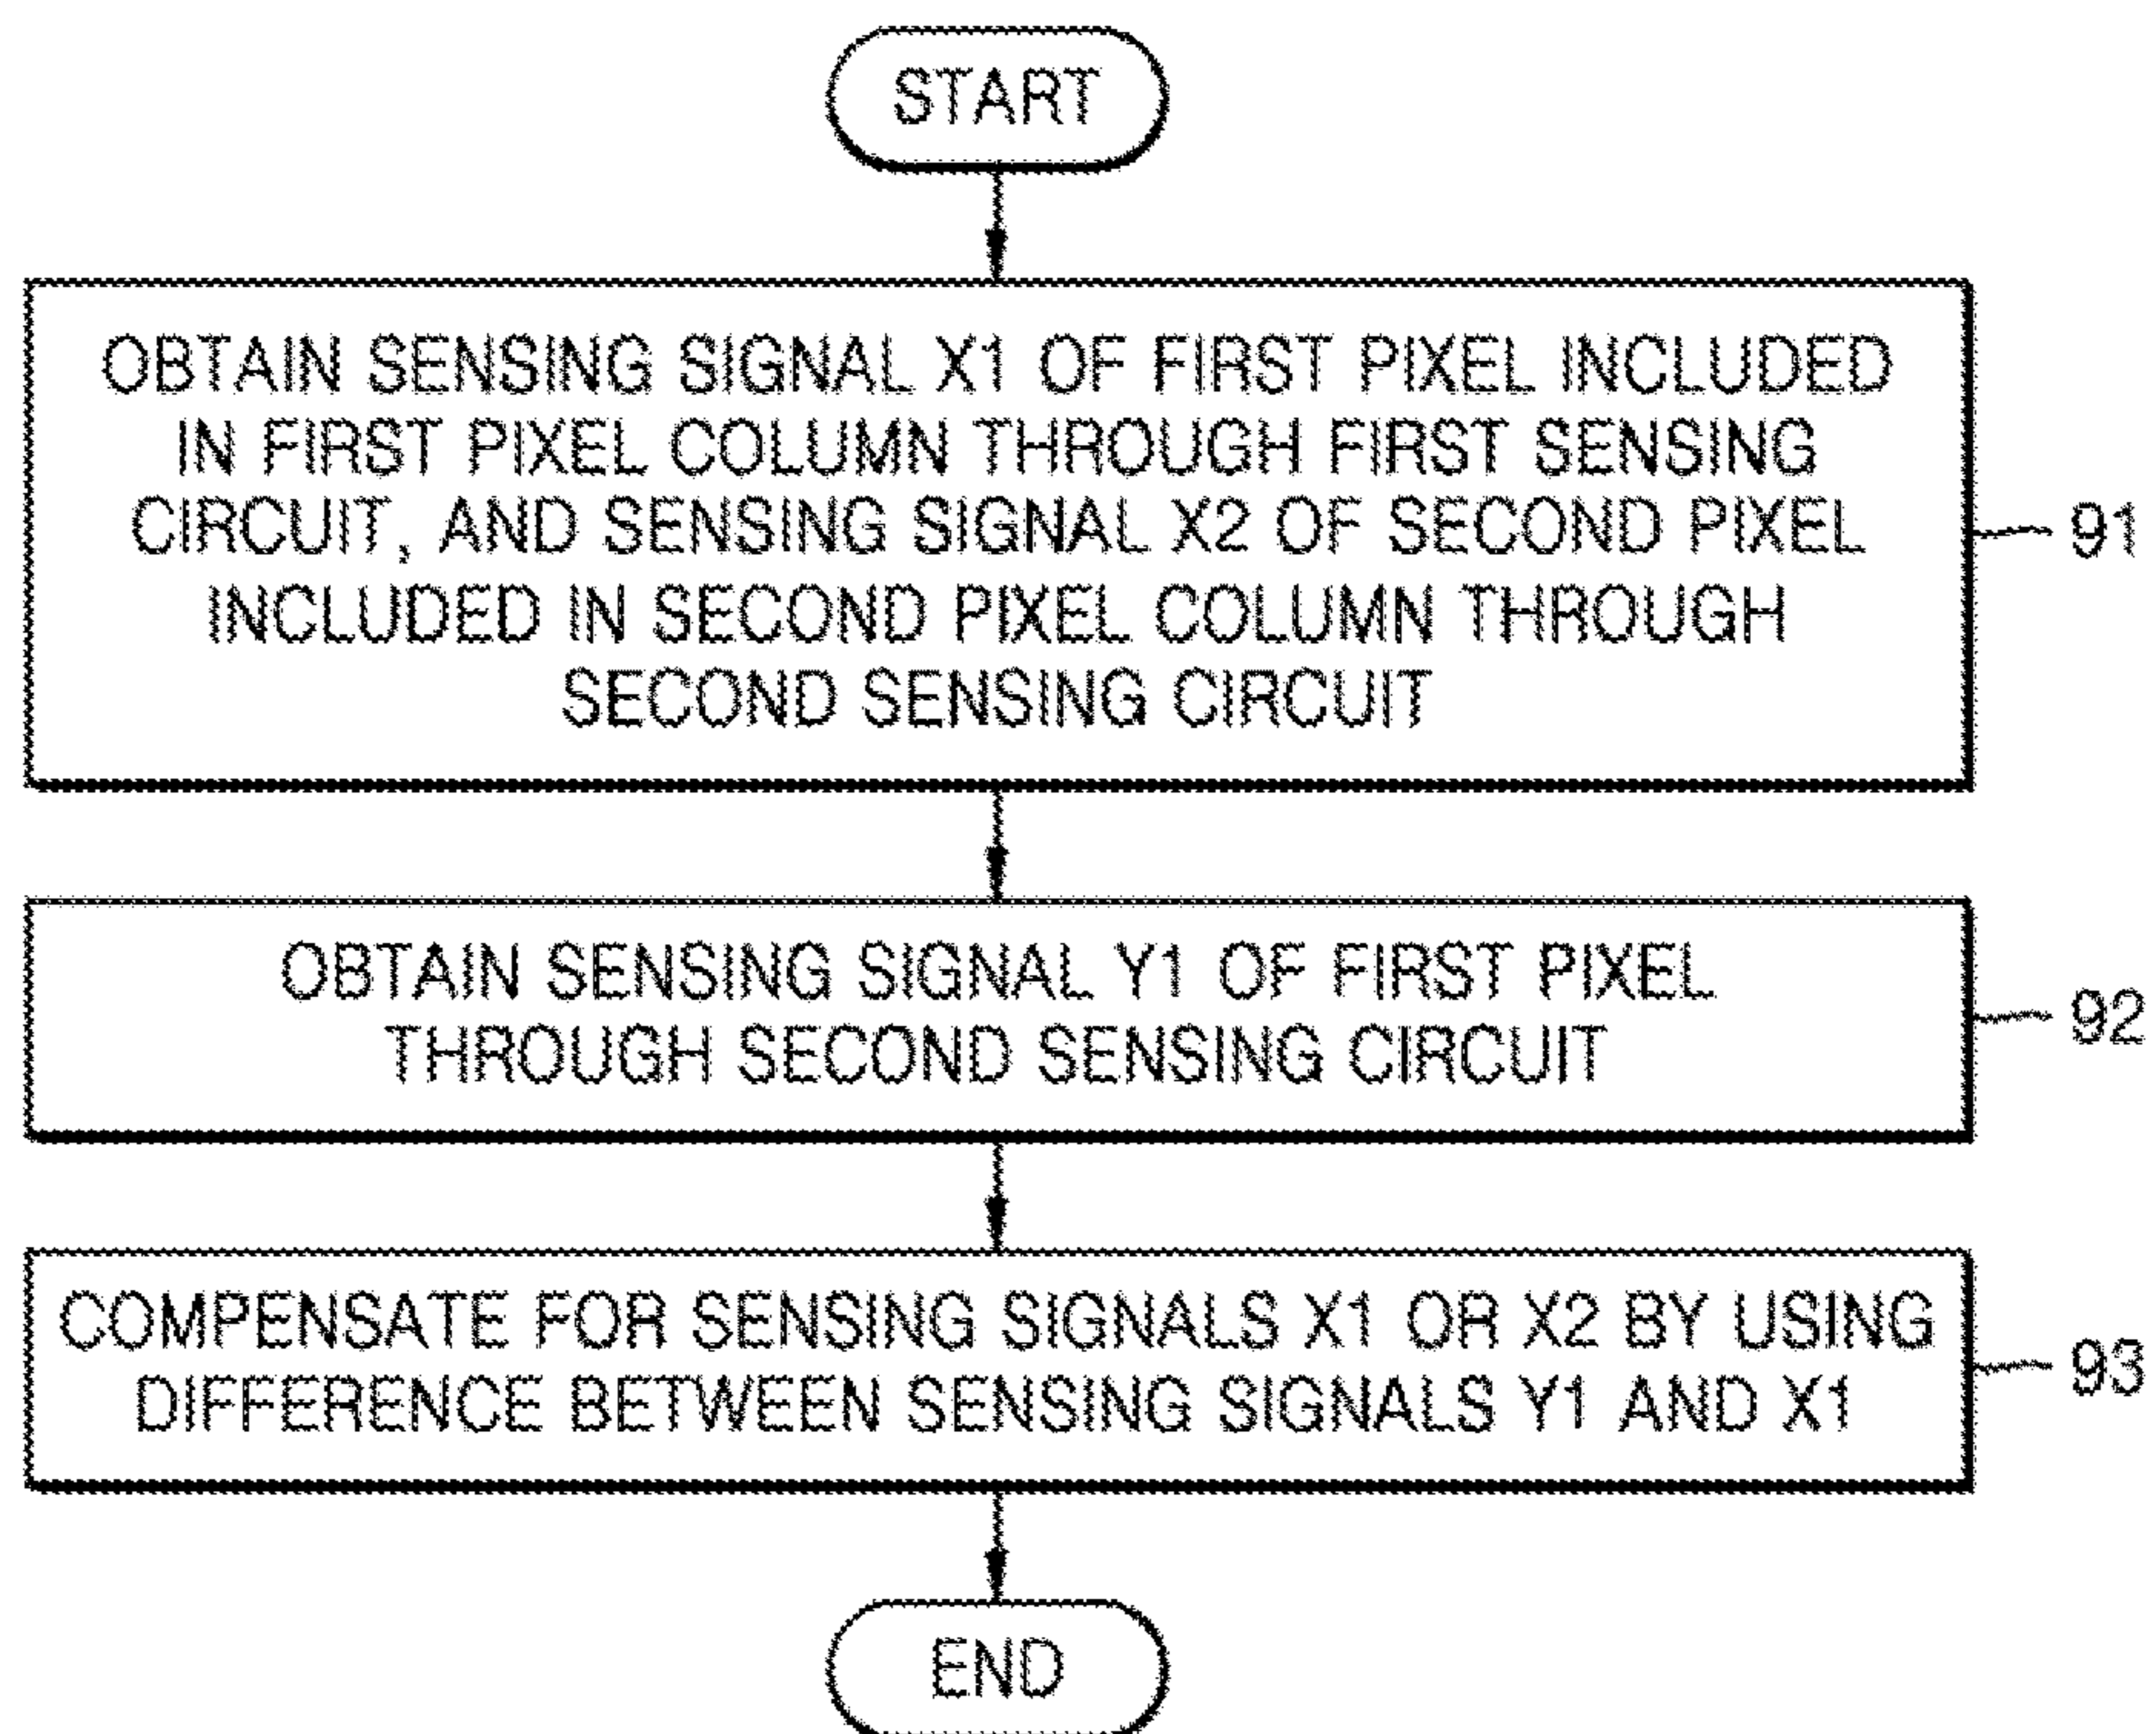 START
OBTAIN SENSING SIGNAL X1 OF FIRST PIXEL INCLUDED
IN FIRST PIXEL COLUMN THROUGH FIRST SENSING
CIRCUIT, AND SENSING SIGNAL X2 OF SECOND PIXEL
INCLUDED IN SECOND PIXEL COLUMN THROUGH
SECOND SENSING CIRCUIT
91
OBTAIN SENSING SIGNAL Y1 OF FIRST PIXEL
THROUGH SECOND SENSING CIRCUIT
92
COMPENSATE FOR SENSING SIGNALS X1 OR X2 BY USING
DIFFERENCE BETWEEN SENSING SIGNALS Y1 AND X1
93
END